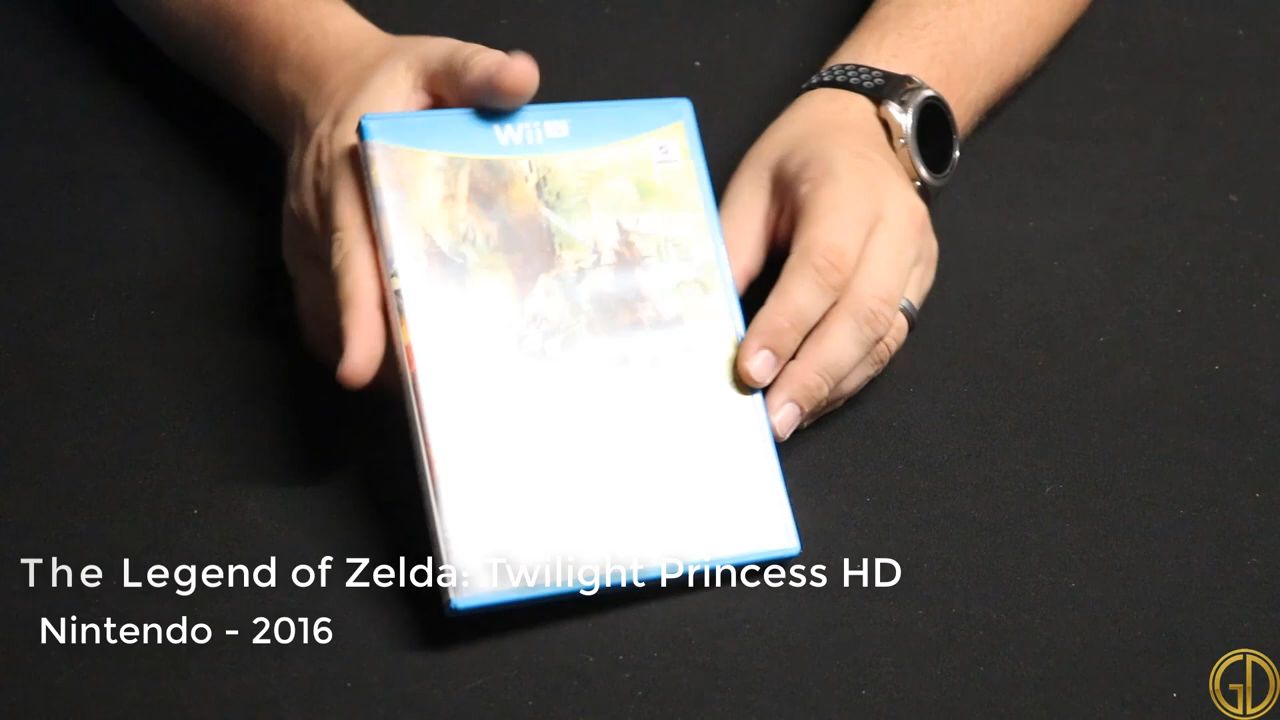 Wii U
The Legend of Zelda: Twilight Princess HD
Nintendo - 2016
GD